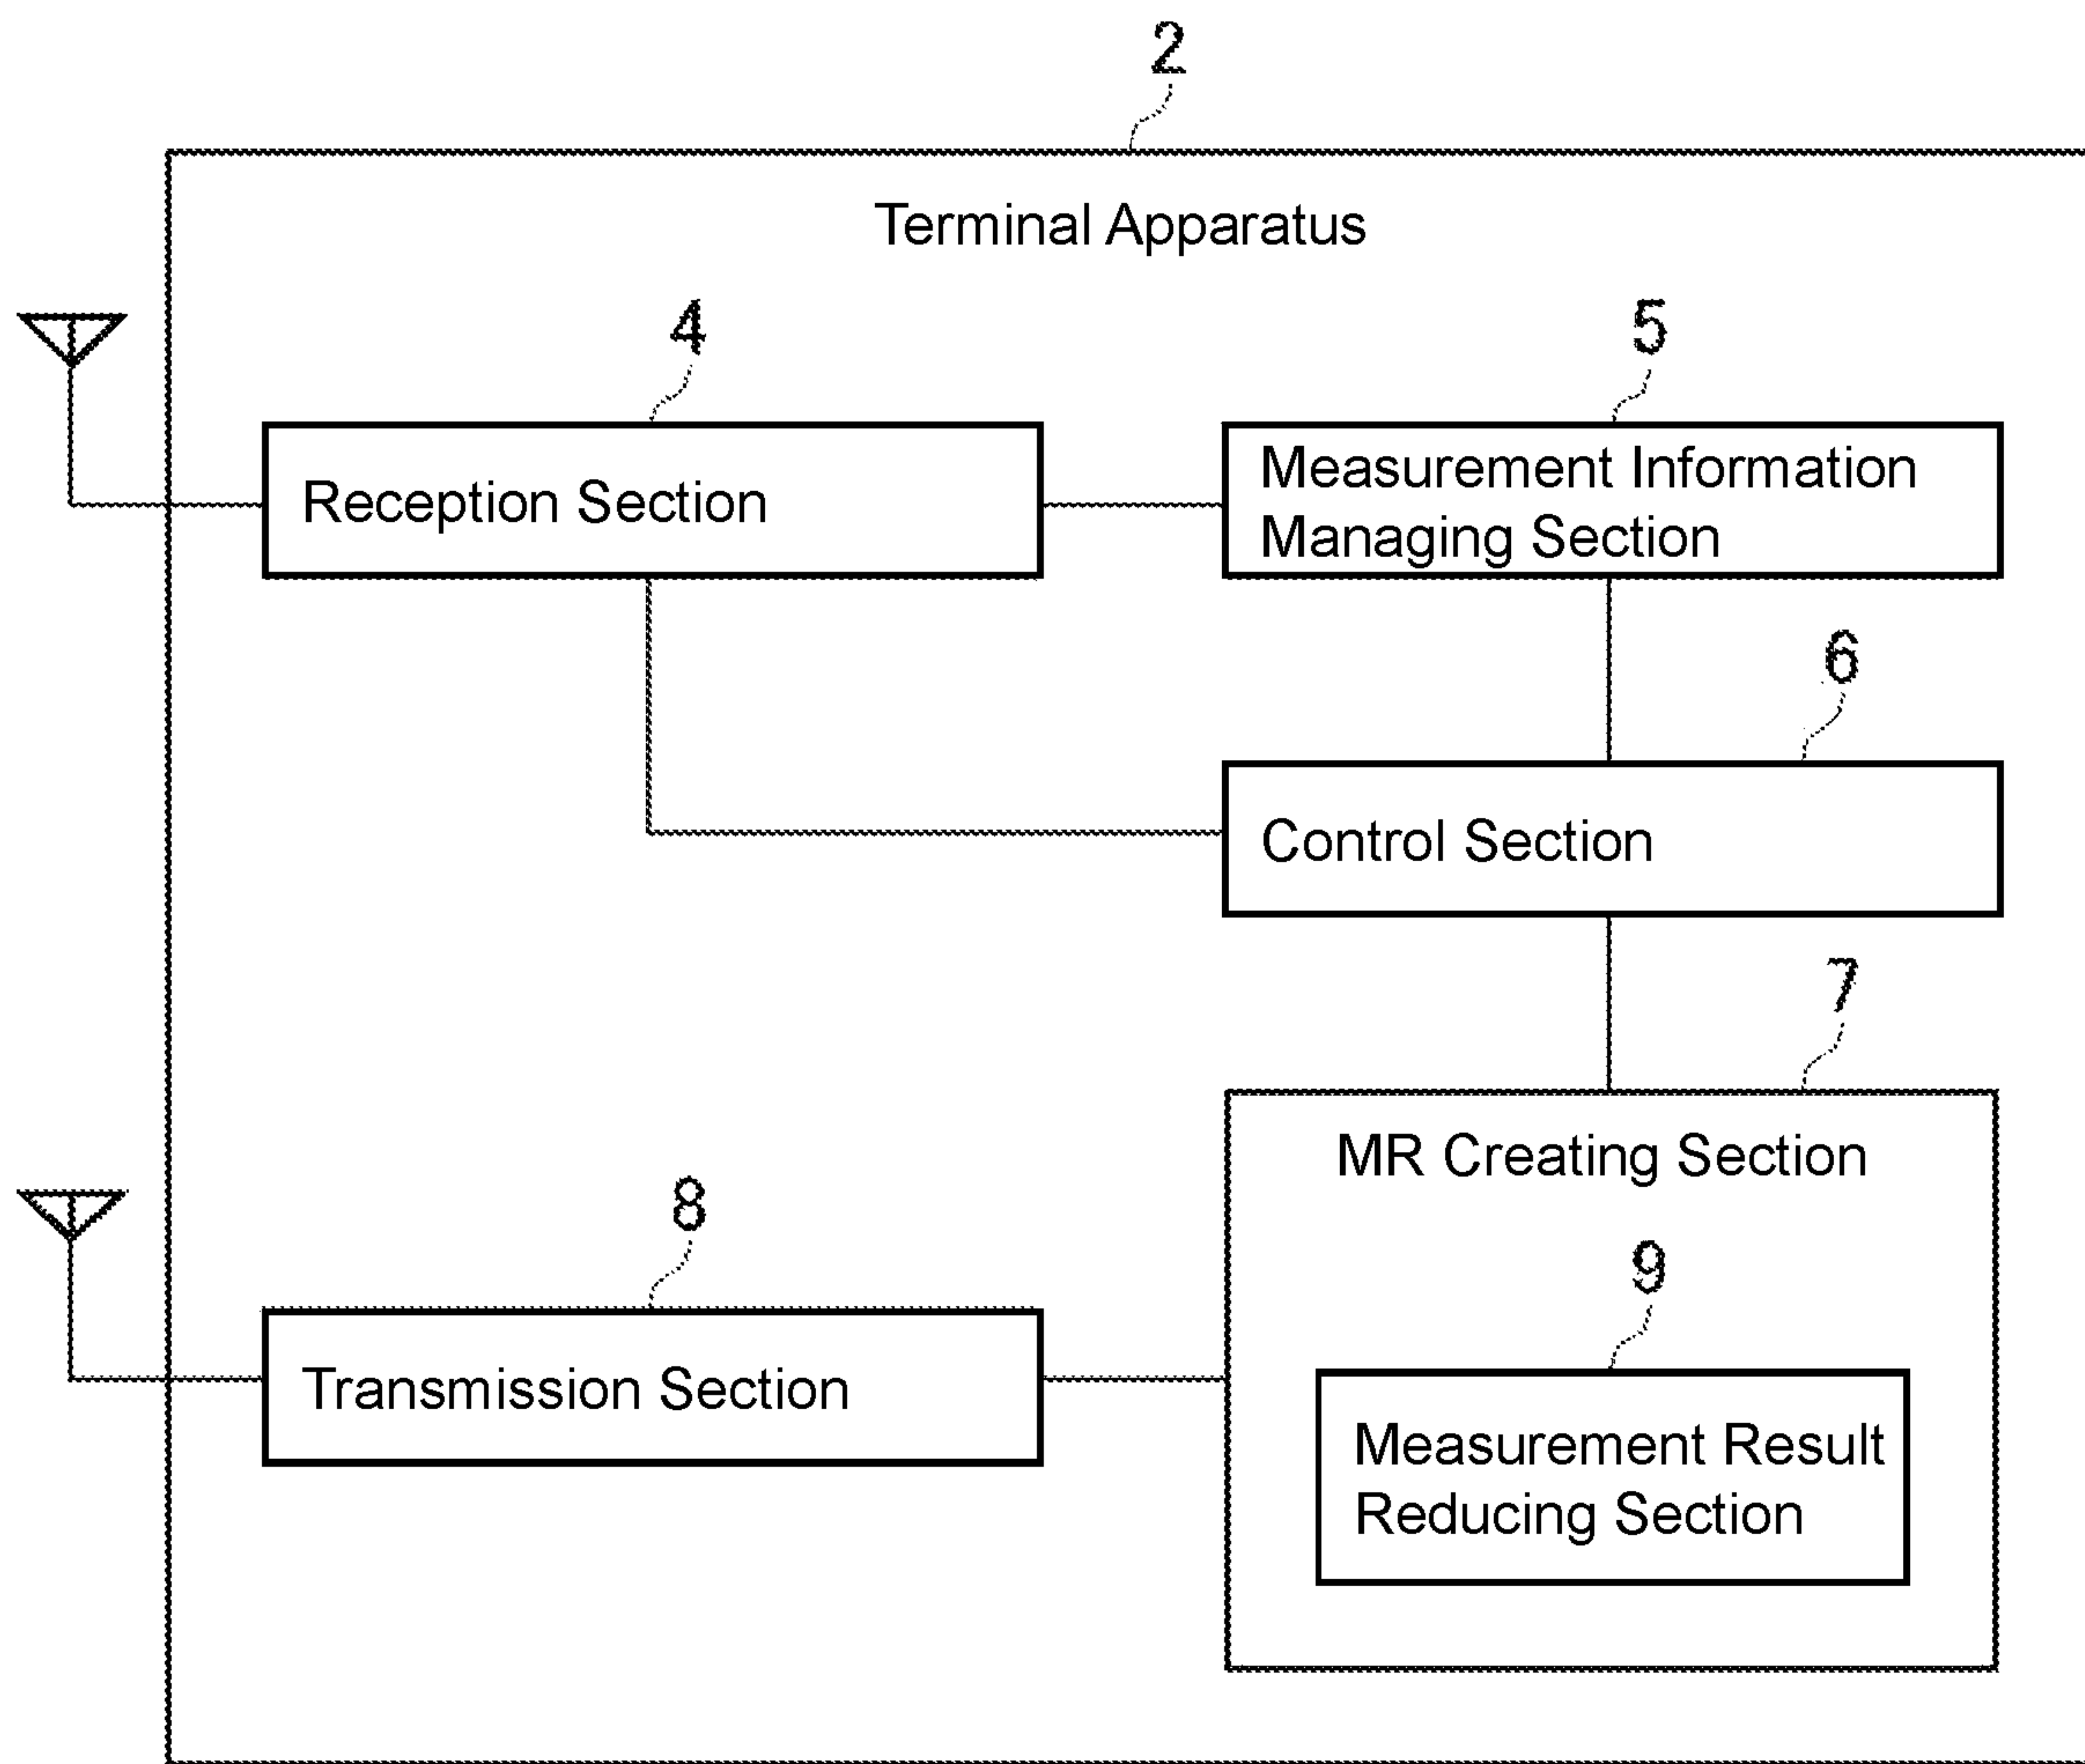 2
Terminal Apparatus
4
5
Reception Section
Measurement Information
Managing Section
6
Control Section
7
MR Creating Section
8
9
Transmission Section
Measurement Result
Reducing Section